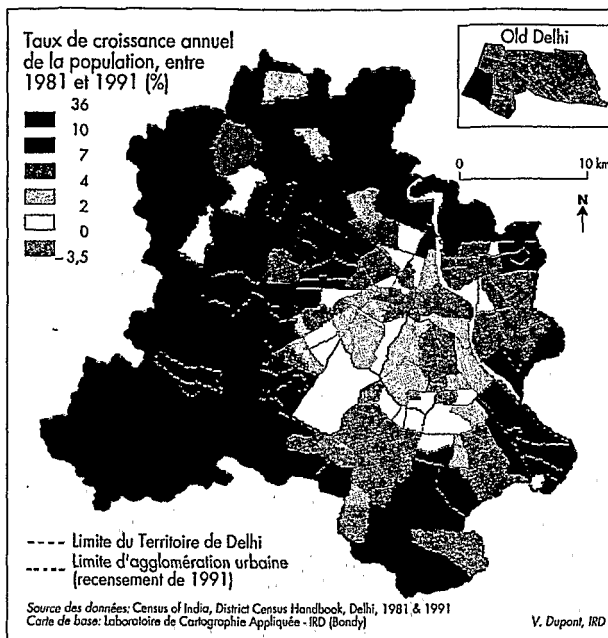 Taux de croissance annuel
de la population, entre
1981 et 1991 (%)
36
10
7
4
2
0
-3,5
Old Delhi
0 10 km
N
Limite du Territoire de Delhi
Limite d'agglomération urbaine
(recensement de 1991)
Source des données: Census of India, District Census Handbook, Delhi, 1981 & 1991
Carte de base: Laboratoire de Cartographie Appliquée - IRD (Bondy)
V. Dupont, IRD